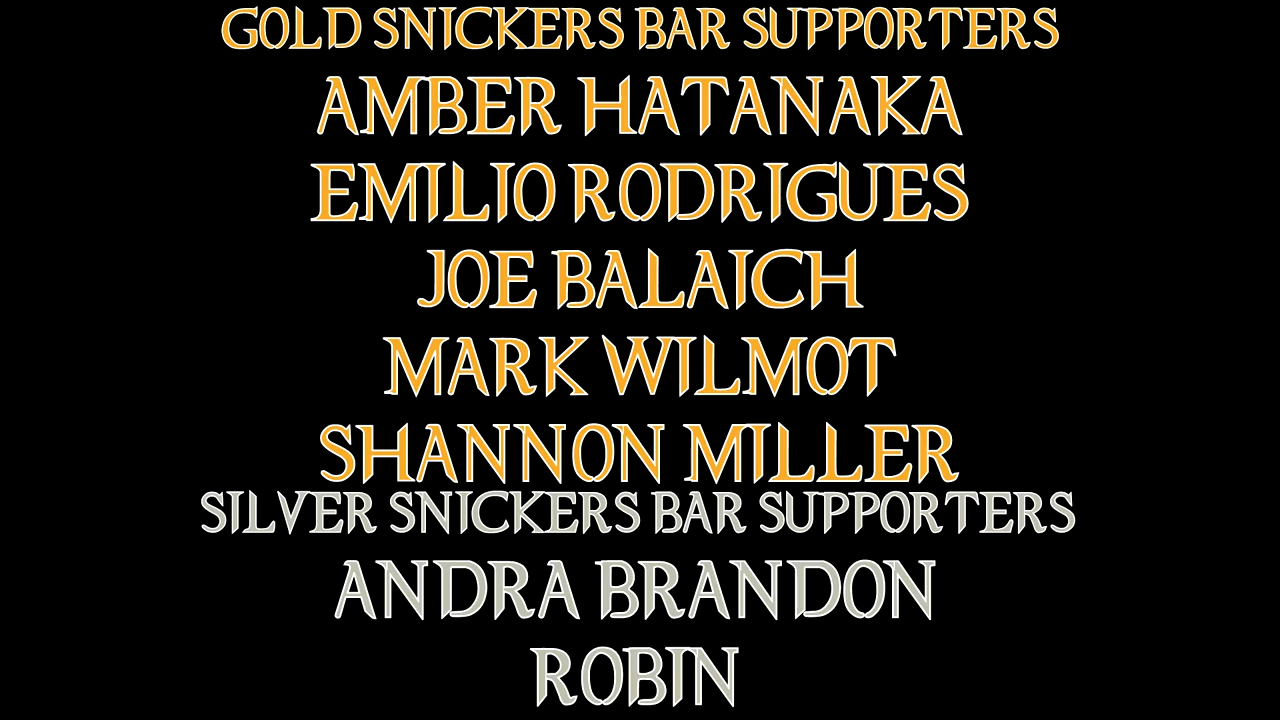 GOLD SNICKERS BAR SUPPORTERS
AMBER HATANAKA
EMILIO RODRIGUES
JOE BALAICH
MARK WILMOT
SHANNON MILLER
SILVER SNICKERS BAR SUPPORTERS
ANDRA BRANDON
ROBIN